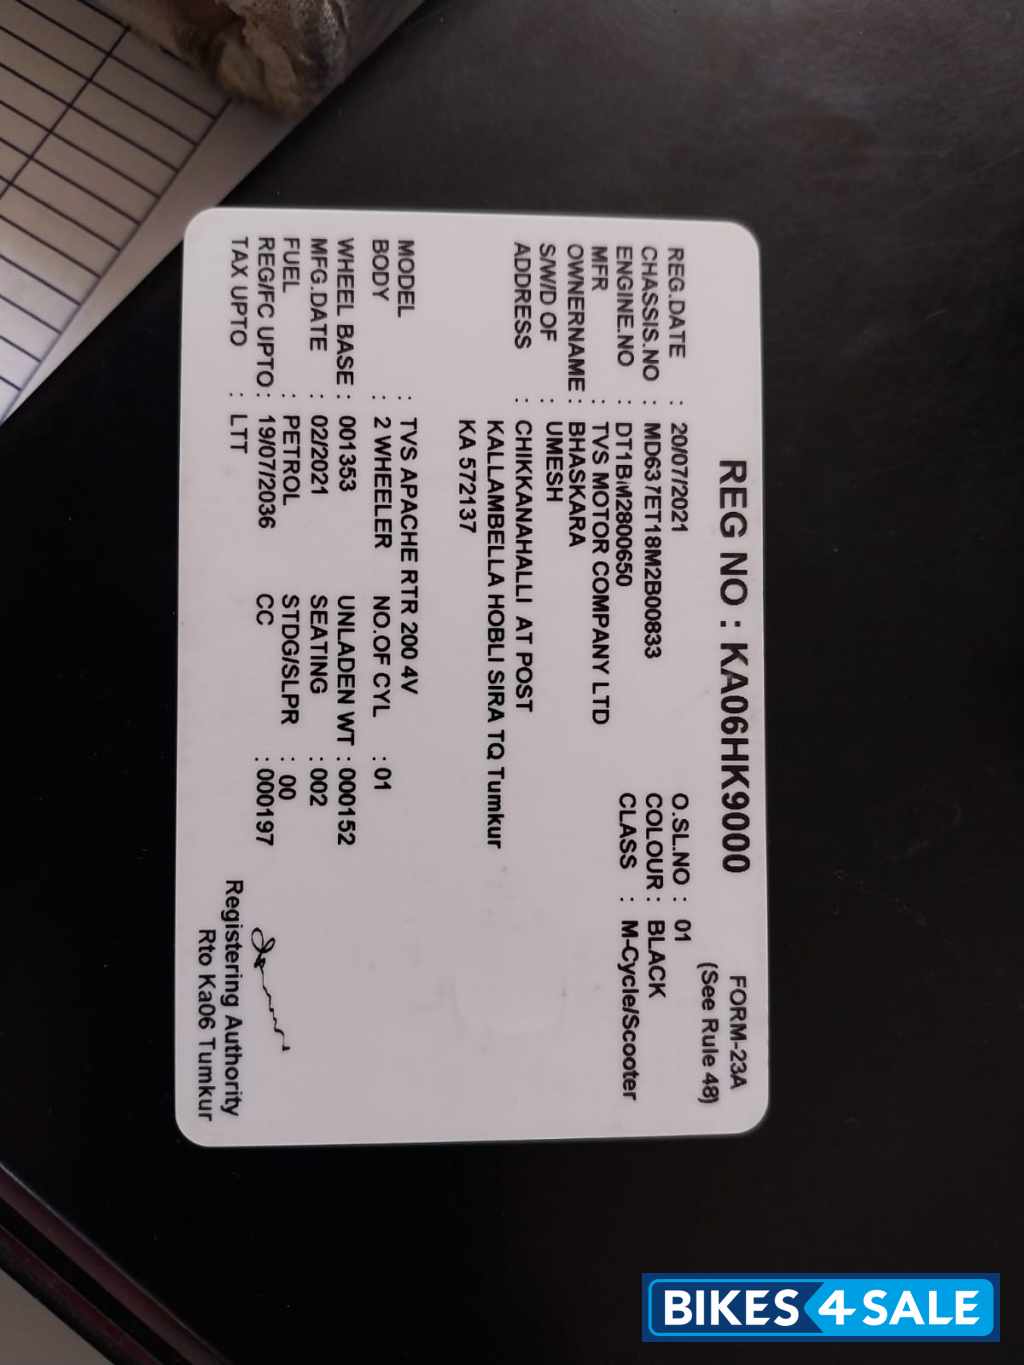 FORM-23A
(See Rule 48)
REG NO : KA06HK9000
REG.DATE : 20/07/2021 O.SL.NO : 01
CHASSIS.NO : MD637ET18M2B00833 COLOUR : BLACK
ENGINE.NO : DT1BM2800650 CLASS : M-Cycle/Scooter
MFR : TVS MOTOR COMPANY LTD
OWNERNAME : BHASKARA
S/W/D OF : UMESH
ADDRESS : CHIKKANAHALLI AT POST
KALLAMBELLA HOBLI SIRA TQ Tumkur
KA 572137
MODEL : TVS APACHE RTR 200 4V
BODY : 2 WHEELER NO.OF CYL : 01
WHEEL BASE : 001353 UNLADEN WT : 000152
MFG.DATE : 02/2021 SEATING : 002
FUEL : PETROL STDG/SLPR : 00
REG/FC UPTO : 19/07/2036 CC : 000197
TAX UPTO : LTT
Registering Authority
Rto Ka06 Tumkur
BIKES4SALE